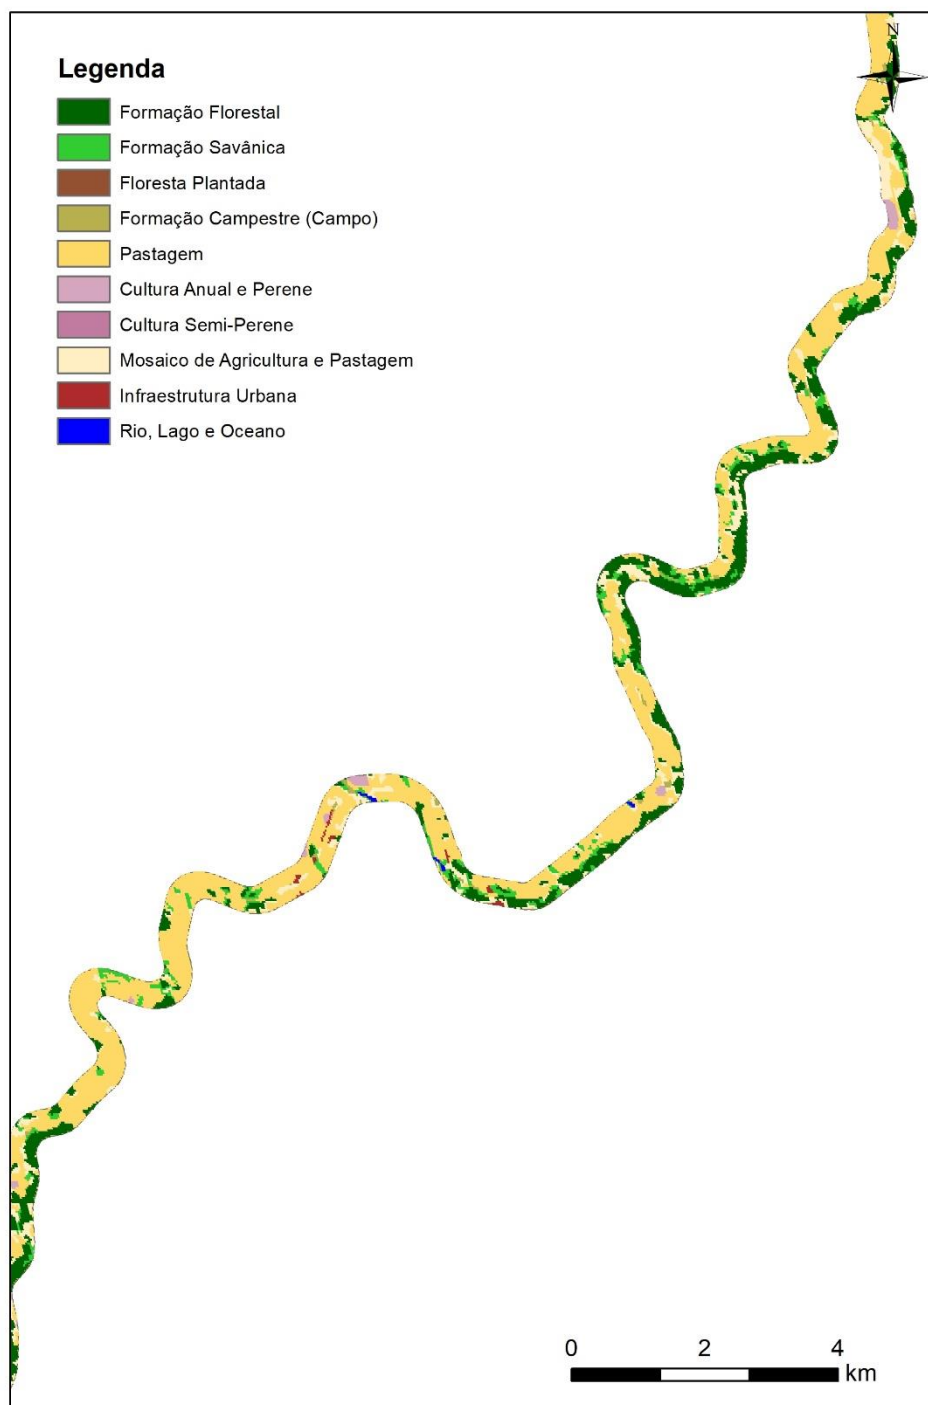 N
Legenda
Formação Florestal
Formação Savânica
Floresta Plantada
Formação Campestre (Campo)
Pastagem
Cultura Anual e Perene
Cultura Semi-Perene
Mosaico de Agricultura e Pastagem
Infraestrutura Urbana
Rio, Lago e Oceano
0 2 4
km